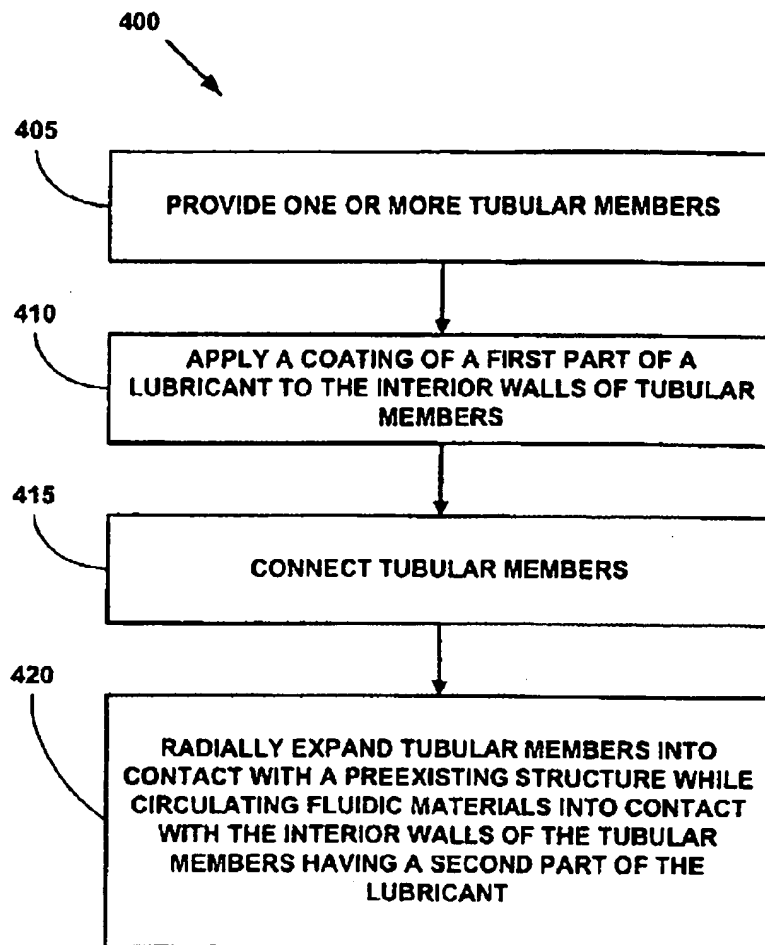 400
405
PROVIDE ONE OR MORE TUBULAR MEMBERS
410
APPLY A COATING OF A FIRST PART OF A
LUBRICANT TO THE INTERIOR WALLS OF TUBULAR
MEMBERS
415
CONNECT TUBULAR MEMBERS
420
RADIALLY EXPAND TUBULAR MEMBERS INTO
CONTACT WITH A PREEXISTING STRUCTURE WHILE
CIRCULATING FLUIDIC MATERIALS INTO CONTACT
WITH THE INTERIOR WALLS OF THE TUBULAR
MEMBERS HAVING A SECOND PART OF THE
LUBRICANT